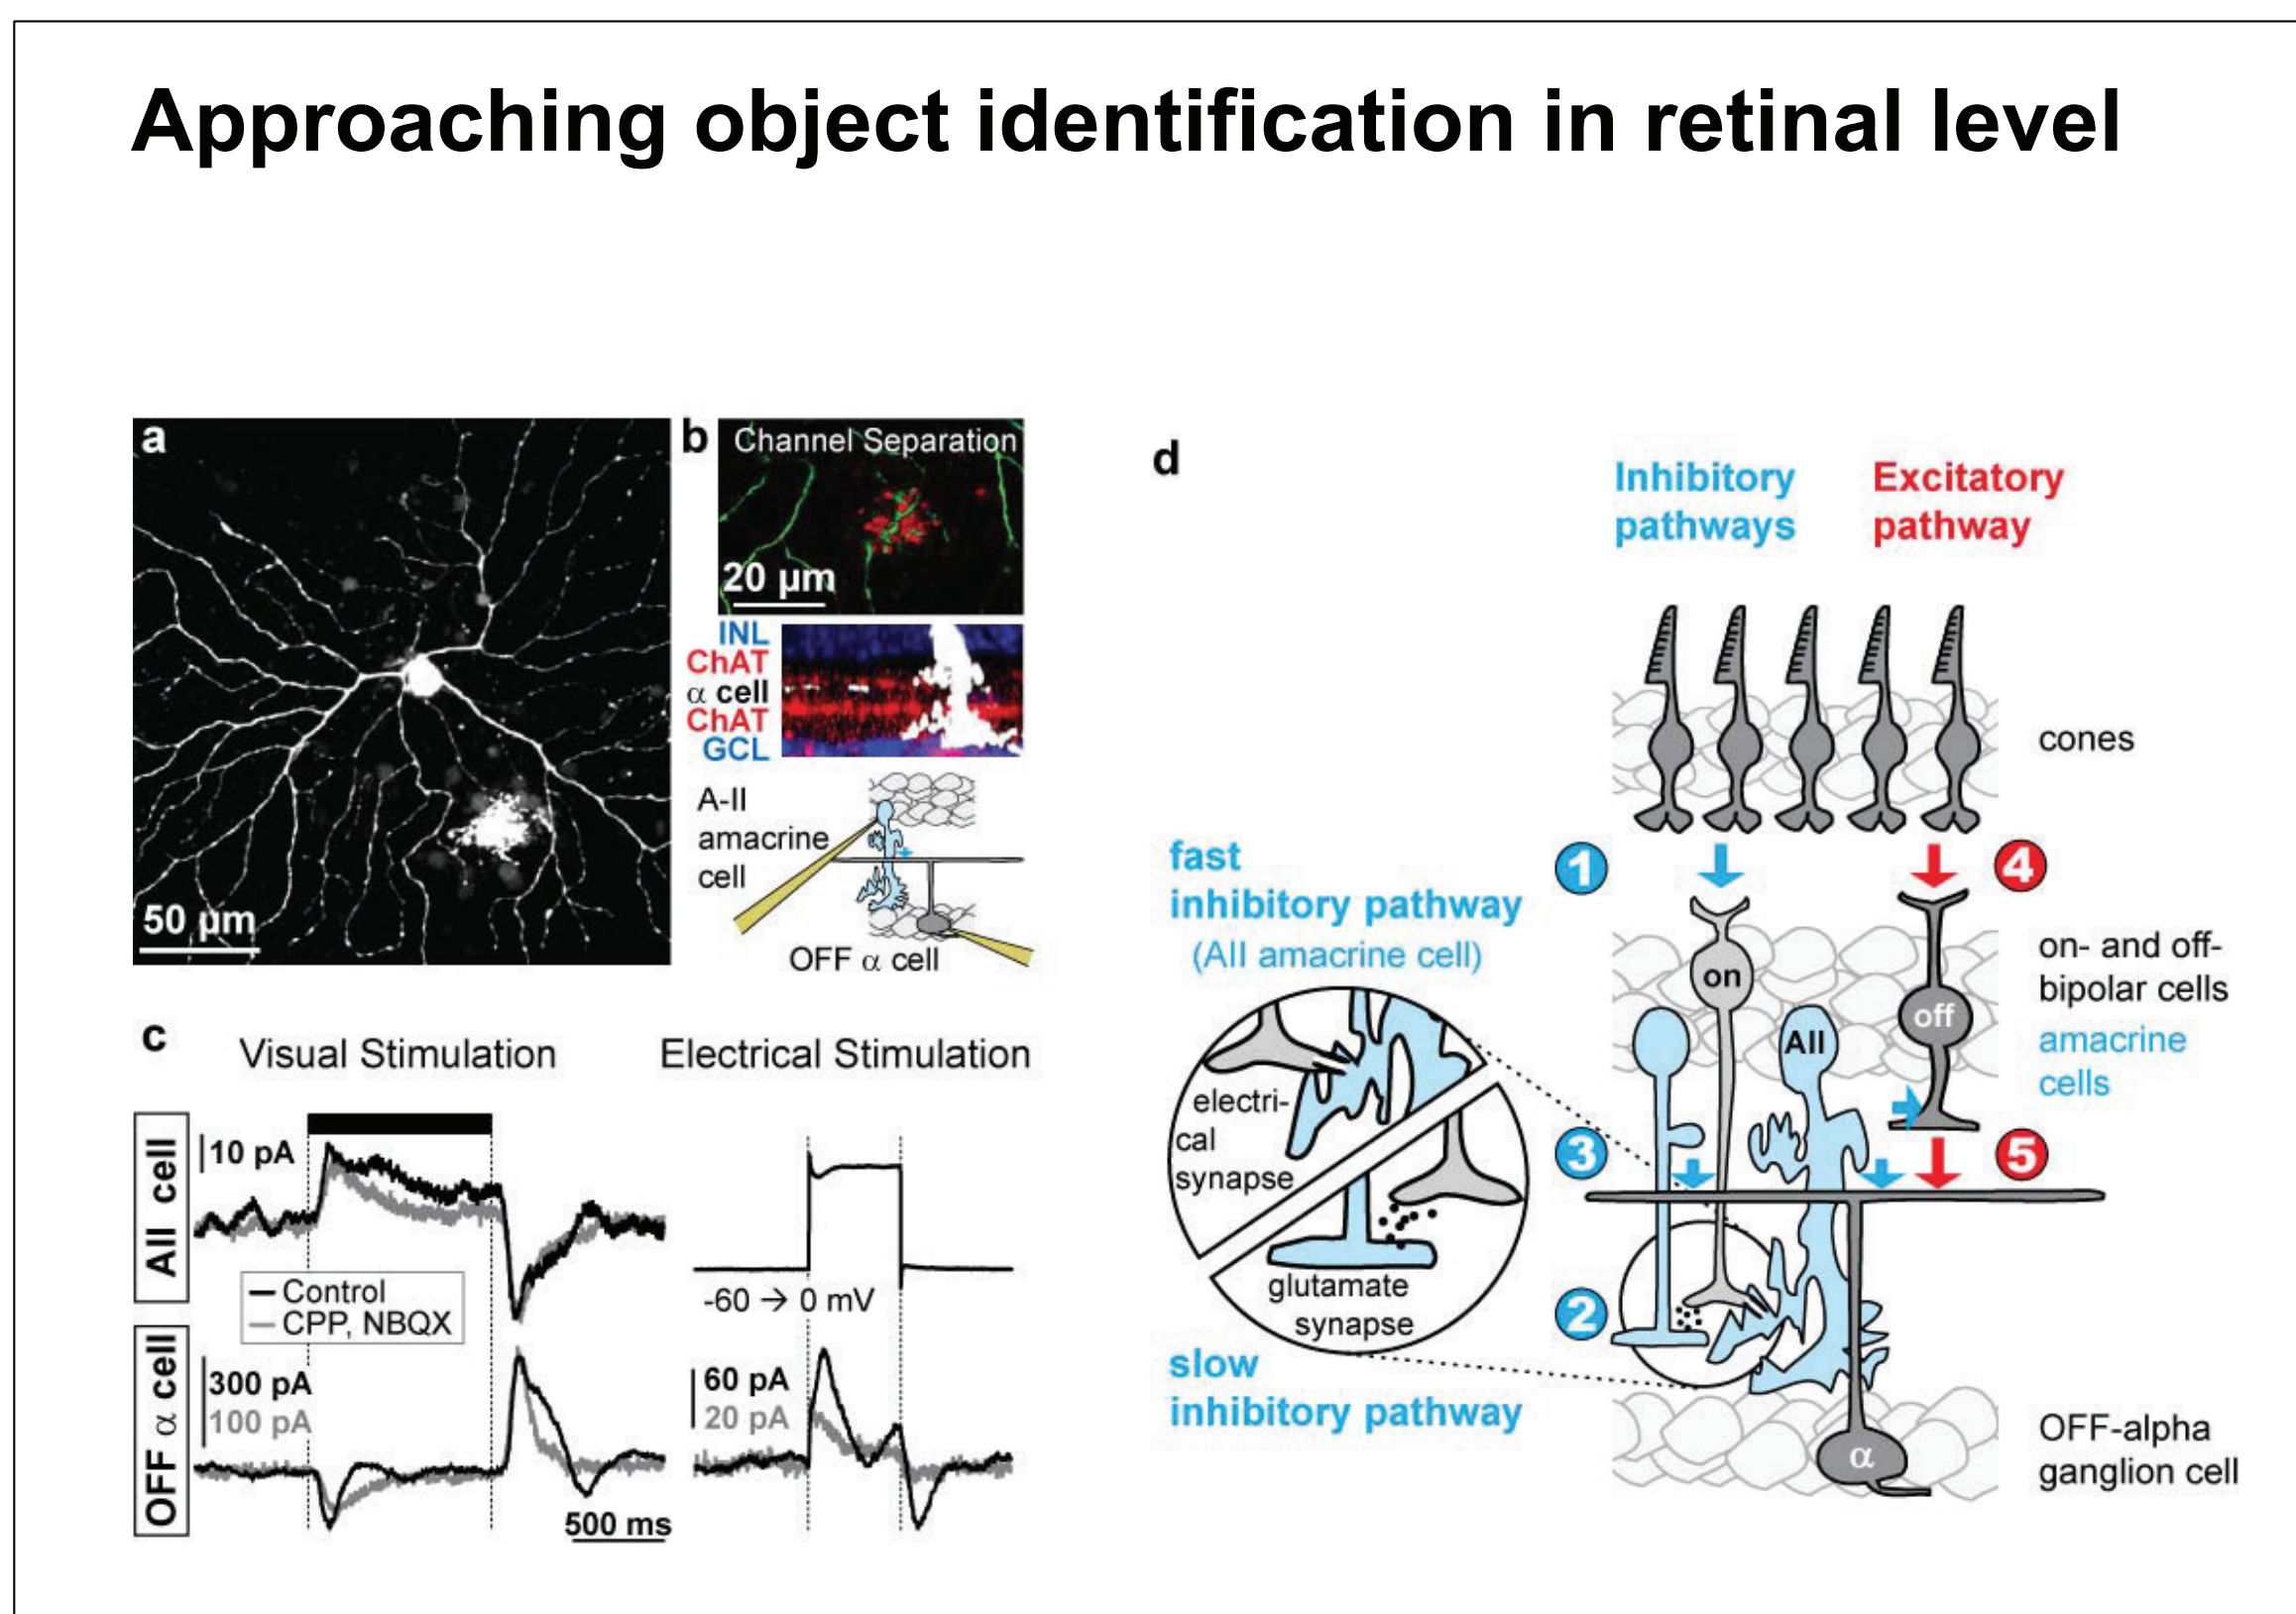 Approaching object identification in retinal level
a
50 µm
b
Channel Separation
20 µm
INL
ChAT
α cell
ChAT
GCL
A-II
amacrine
cell
OFF α cell
c
Visual Stimulation
Electrical Stimulation
AII cell
10 pA
Control
CPP, NBQX
-60 → 0 mV
OFF α cell
300 pA
100 pA
500 ms
60 pA
20 pA
d
Inhibitory
pathways
Excitatory
pathway
cones
1
4
fast
inhibitory pathway
(AII amacrine cell)
on
AII
off
on- and off-
bipolar cells
amacrine
cells
electri-
cal
synapse
3
5
glutamate
synapse
2
slow
inhibitory pathway
α
OFF-alpha
ganglion cell